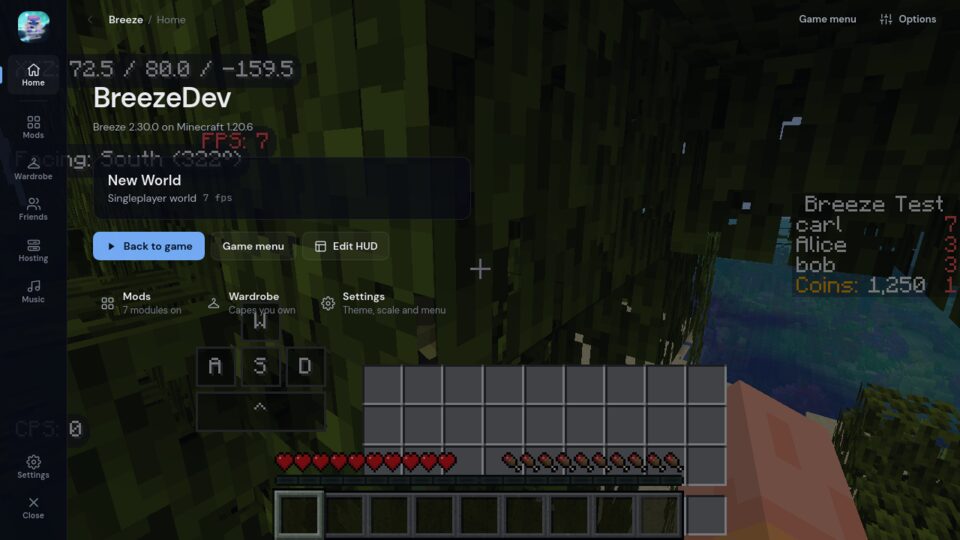 Breeze / Home
Game menu
Options
XYZ: 72.5 / 80.0 / -159.5
Home
BreezeDev
Breeze 2.30.0 on Minecraft 1.20.6
FPS: 7
Mods
Facing: South (322°)
Wardrobe
New World
Singleplayer world 7 fps
Friends
Breeze Test
carl 7
Alice 3
bob 3
Coins: 1,250 1
Back to game
Game menu
Edit HUD
Hosting
Music
Mods
7 modules on
Wardrobe
Capes you own
Settings
Theme, scale and menu
W
A S D
^
CPS: 0
Settings
Close